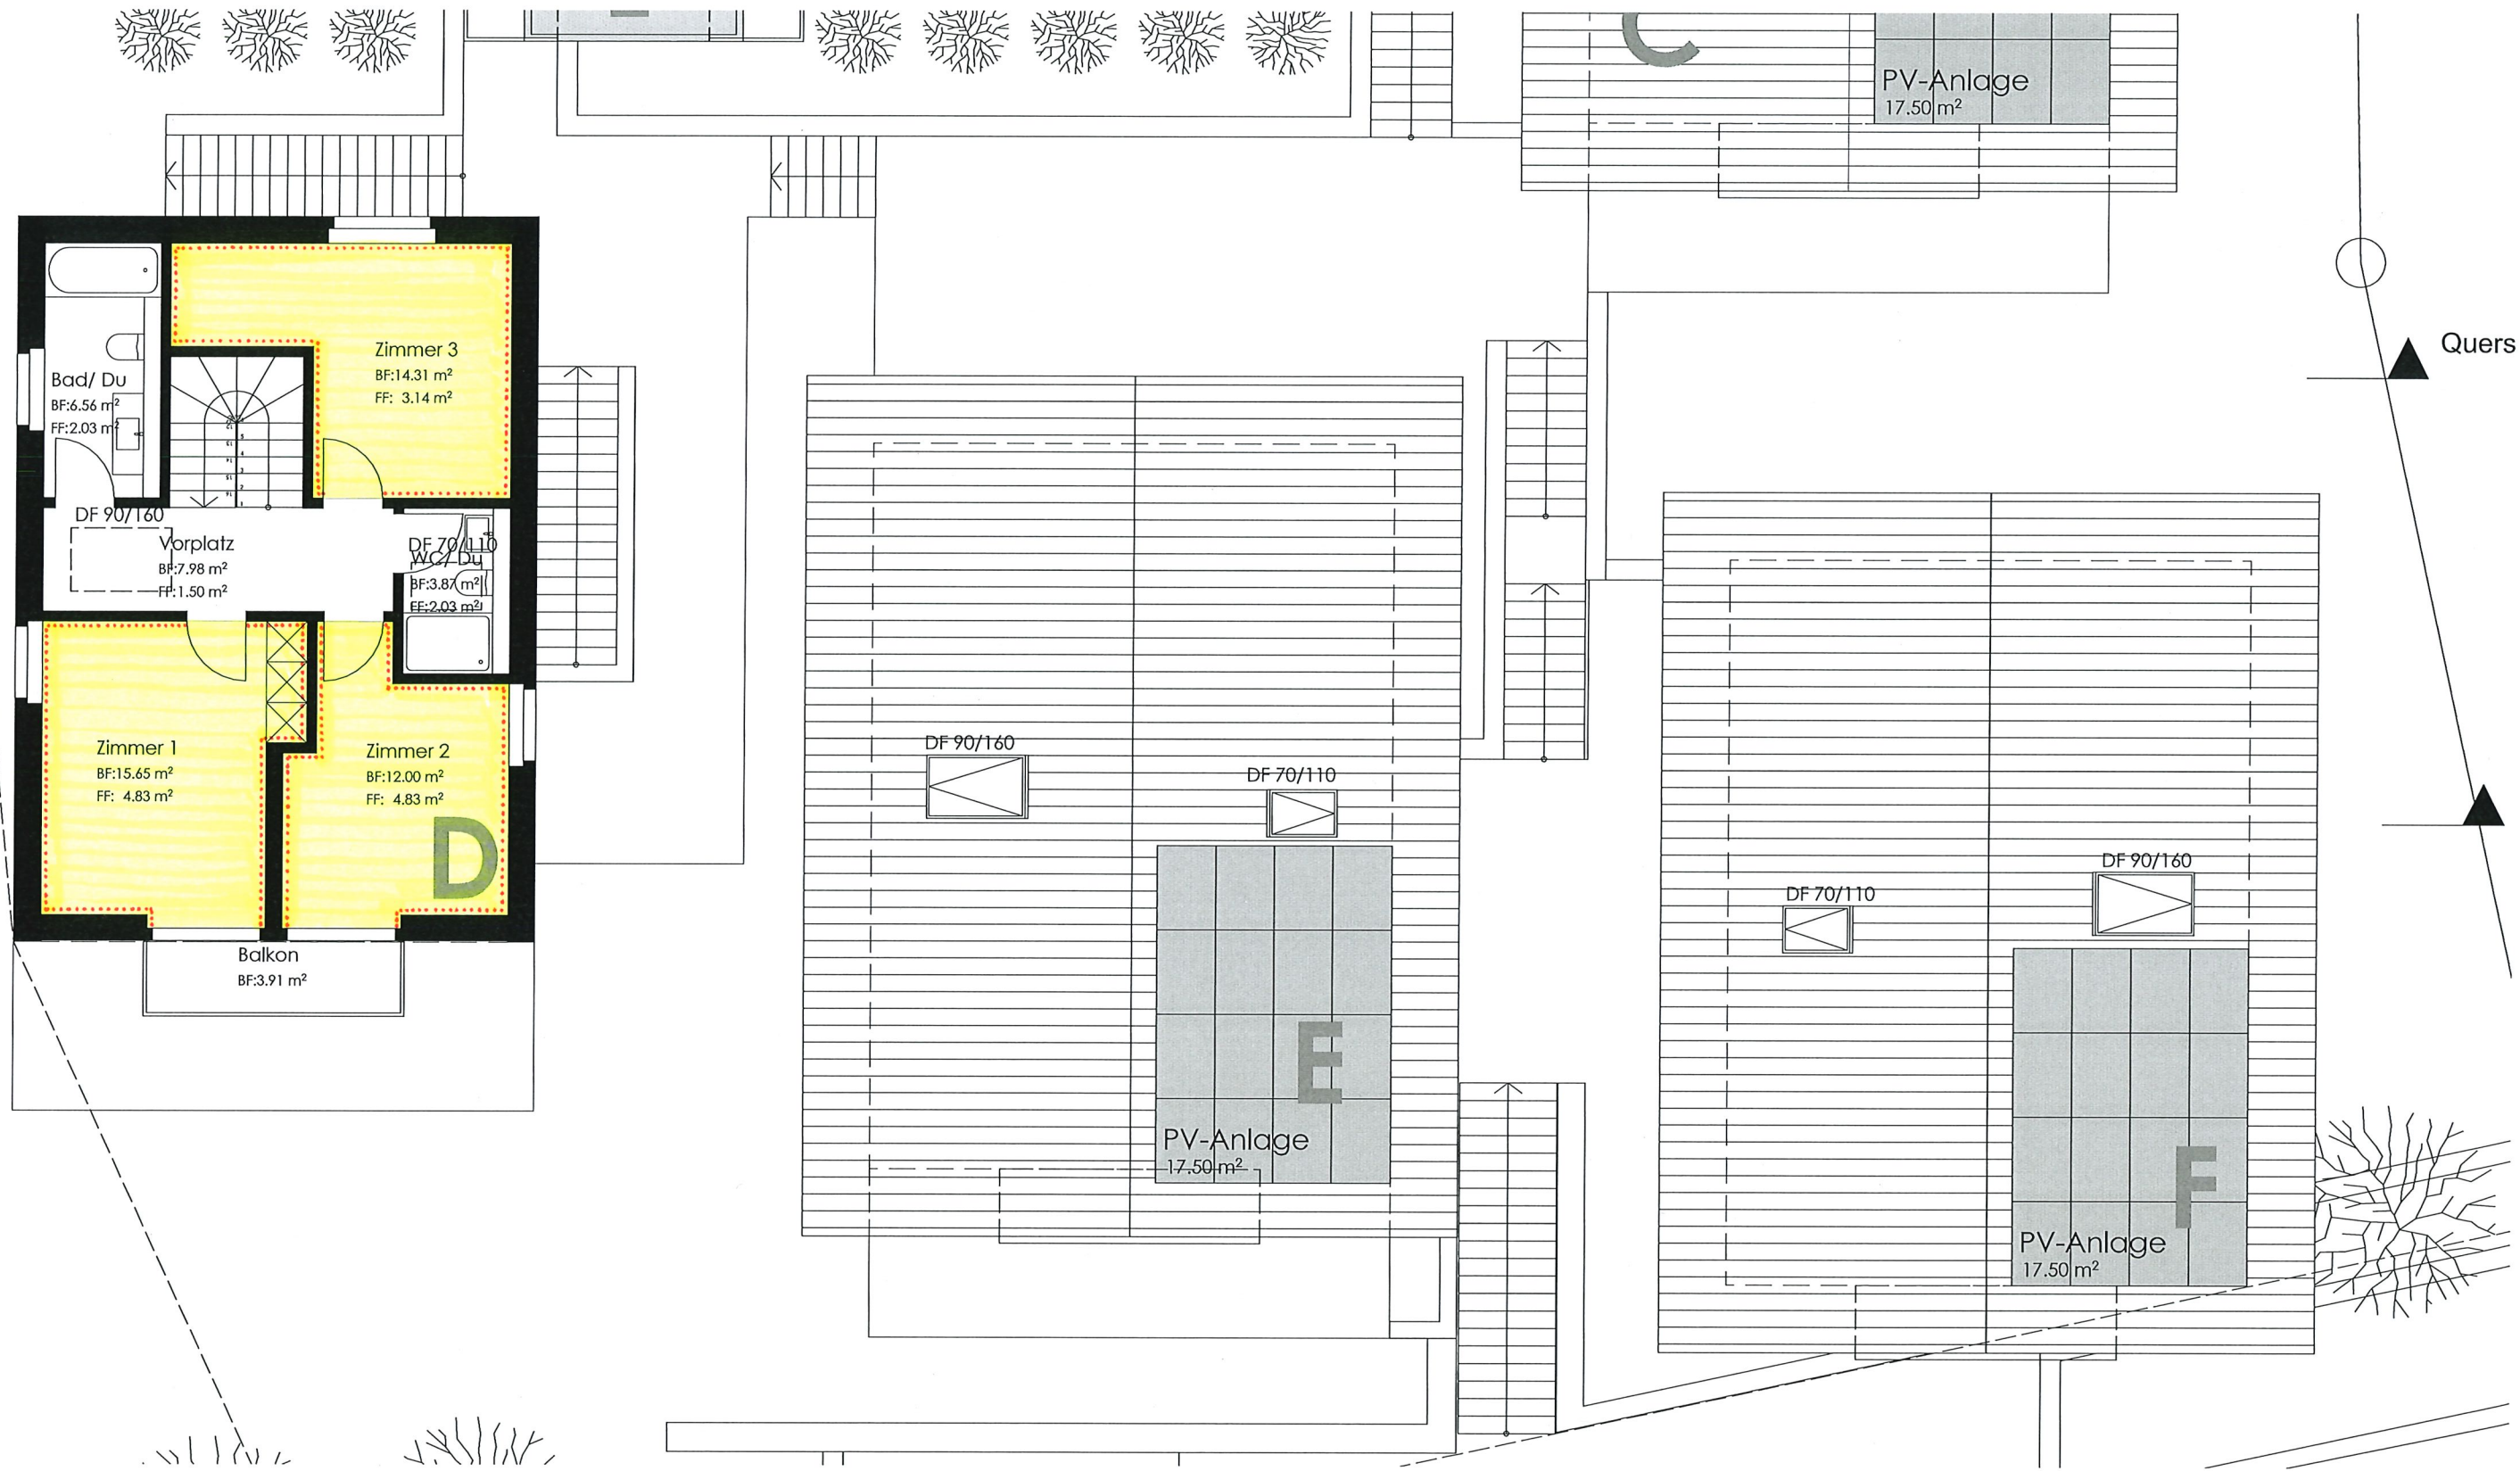 C
PV-Anlage
17.50 m²
Quers
Zimmer 3
BF:14.31 m²
FF: 3.14 m²
Bad/ Du
BF:6.56 m²
FF:2.03 m²
DF 90/160
Vorplatz
BF:7.98 m²
FF:1.50 m²
DF 70/110
WC/ Du
BF:3.87 m²
FF:2.03 m²
Zimmer 1
BF:15.65 m²
FF: 4.83 m²
Zimmer 2
BF:12.00 m²
FF: 4.83 m²
D
Balkon
BF:3.91 m²
DF 90/160
DF 70/110
E
PV-Anlage
17.50 m²
DF 70/110
DF 90/160
F
PV-Anlage
17.50 m²